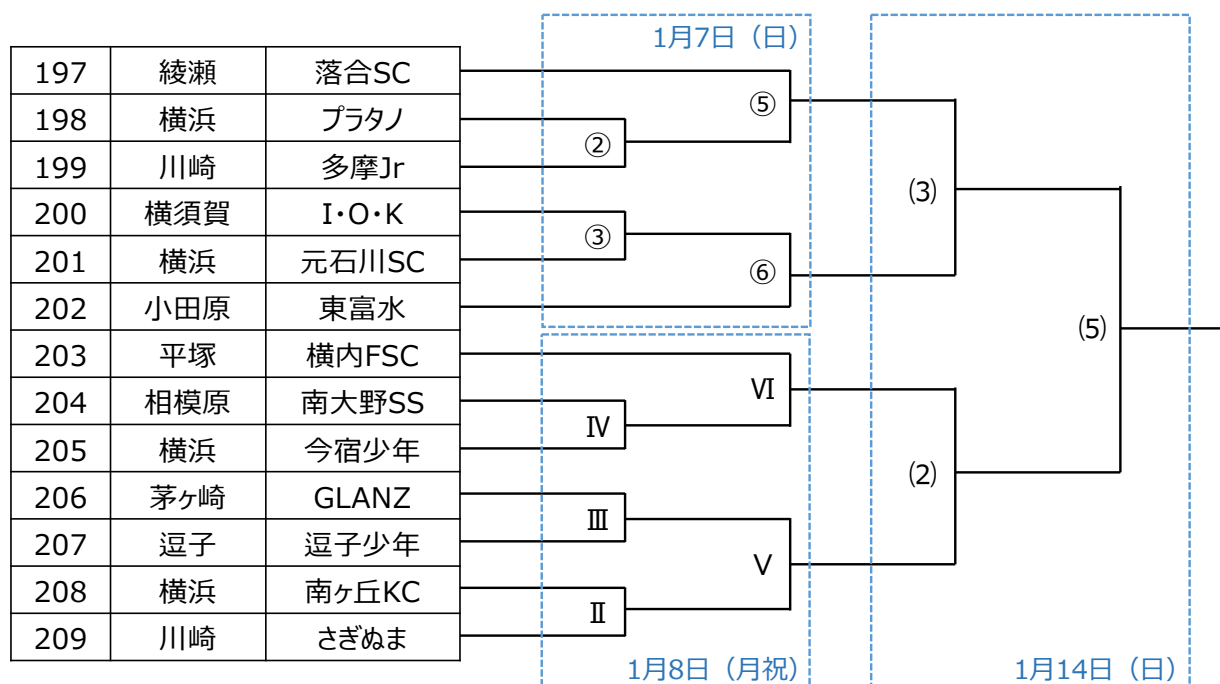 1月7日（日）
197 綾瀬 落合SC
⑤
198 横浜 プラタノ
②
199 川崎 多摩Jr
⑶
200 横須賀 I・O・K
③
201 横浜 元石川SC
⑥
202 小田原 東富水
⑸
203 平塚 横内FSC
Ⅵ
204 相模原 南大野SS
Ⅳ
205 横浜 今宿少年
⑵
206 茅ヶ崎 GLANZ
Ⅲ
207 逗子 逗子少年
Ⅴ
208 横浜 南ヶ丘KC
Ⅱ
209 川崎 さぎぬま
1月8日（月祝）
1月14日（日）